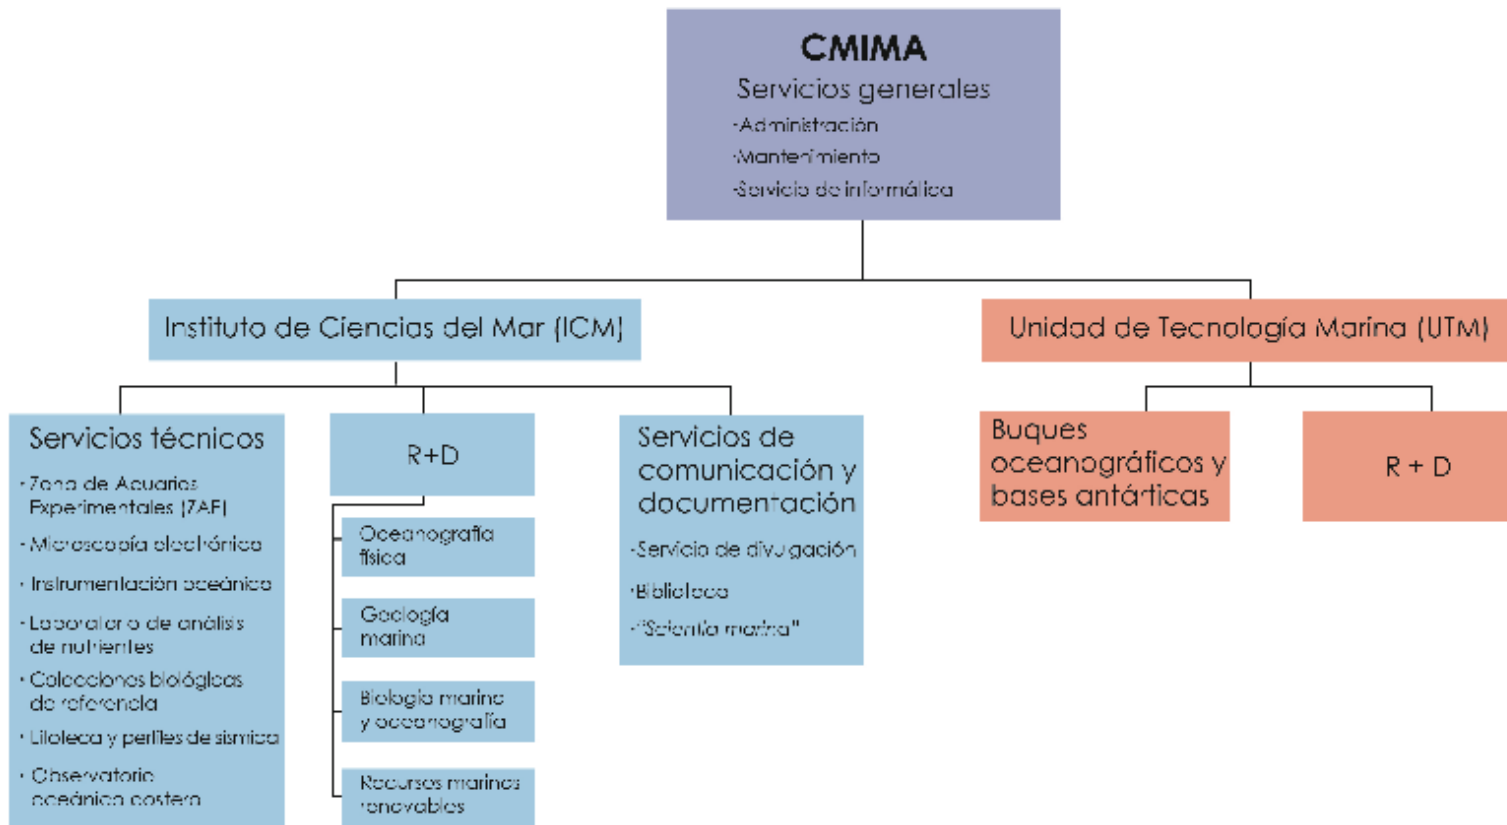 CMIMA
Servicios generales
·Administración
·Mantenimiento
·Servicio de informática
Instituto de Ciencias del Mar (ICM)
Unidad de Tecnología Marina (UTM)
Servicios técnicos
· Zona de Acuarios
Experimentales (ZAE)
· Microscopía electrónica
· Instrumentación oceánica
· Laboratorio de análisis
de nutrientes
· Colecciones biológicas
de referencia
· Litoteca y perfiles de sísmica
· Observatorio
oceánico costero
R+D
Oceanografía
física
Geología
marina
Biología marina
y oceanografía
Recursos marinos
renovables
Servicios de
comunicación y
documentación
·Servicio de divulgación
·Biblioteca
·"Scientia marina"
Buques
oceanográficos y
bases antárticas
R + D